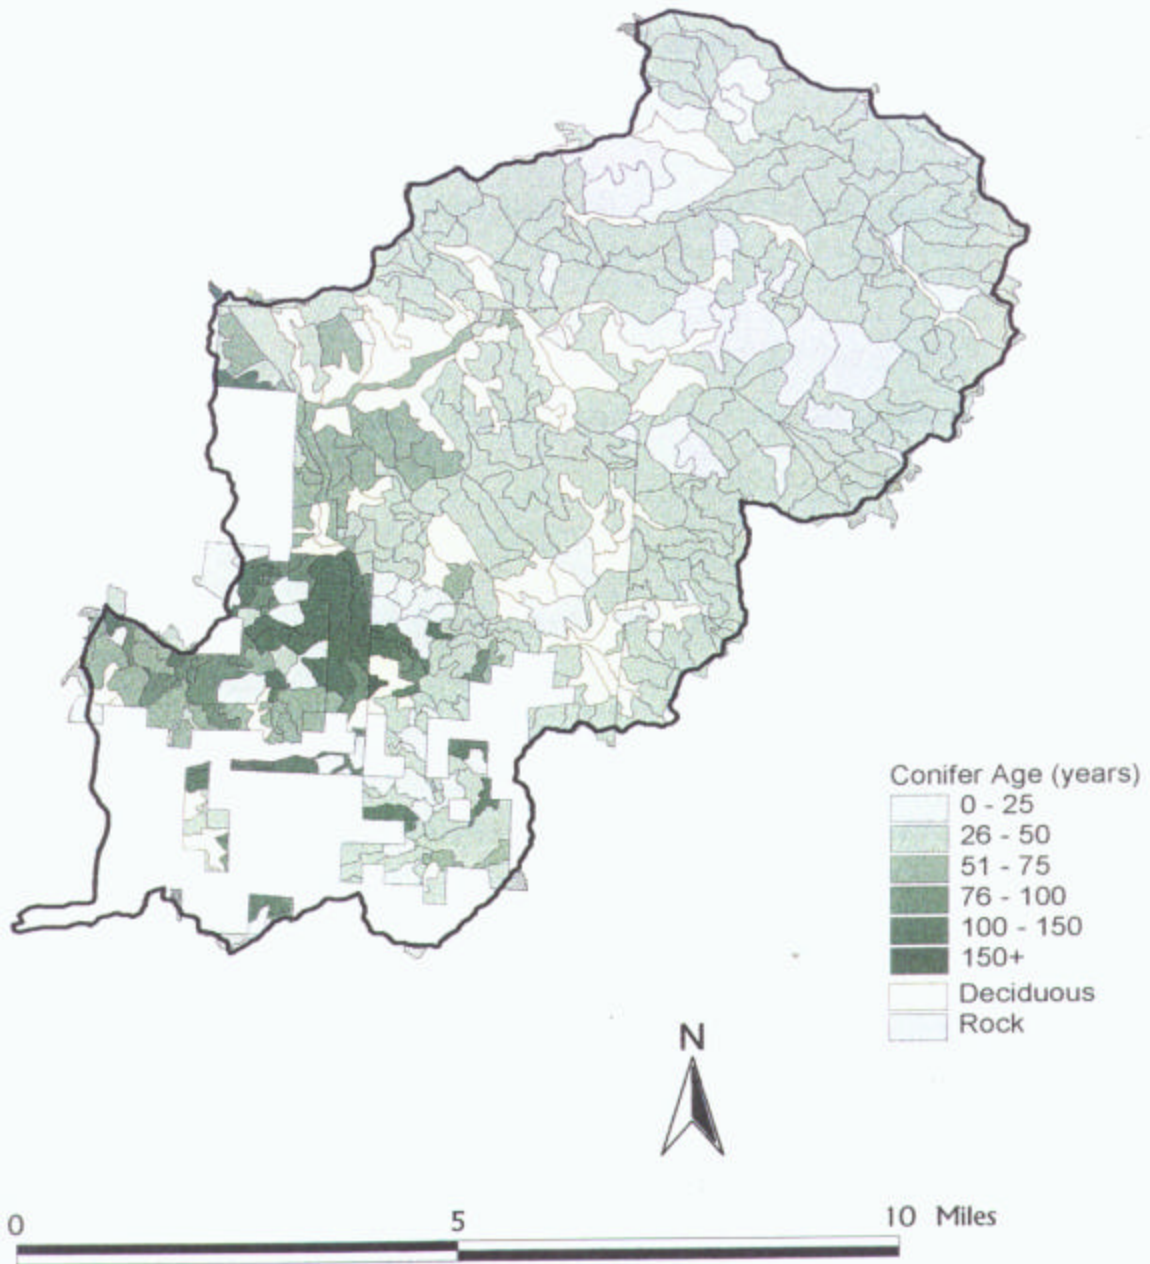 Conifer Age (years)
0 - 25
26 - 50
51 - 75
76 - 100
100 - 150
150+
Deciduous
Rock
N
0 5 10 Miles